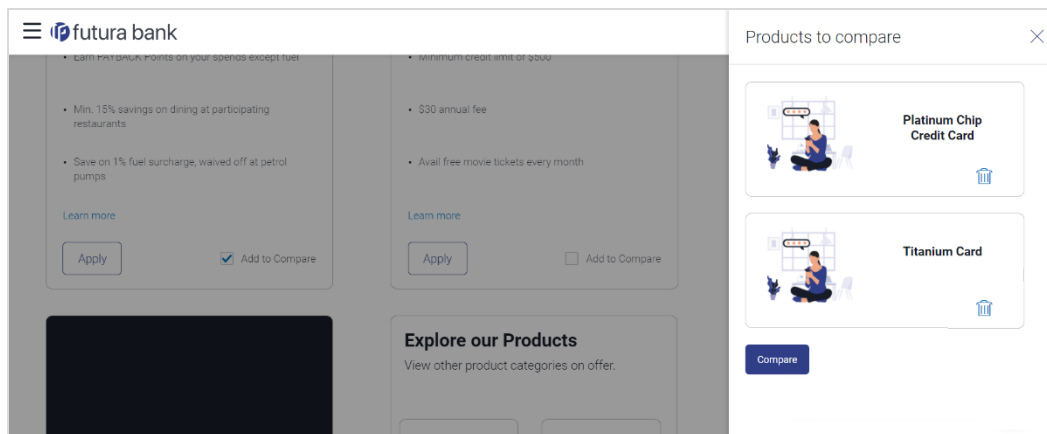 futura bank
• Earn PAYBACK Points on your spends except fuel
• Min. 15% savings on dining at participating
restaurants
• Save on 1% fuel surcharge, waived off at petrol
pumps
Learn more
Apply
Add to Compare
• Minimum credit limit of $500
• $30 annual fee
• Avail free movie tickets every month
Learn more
Apply
Add to Compare
Explore our Products
View other product categories on offer.
Products to compare
Platinum Chip
Credit Card
Titanium Card
Compare